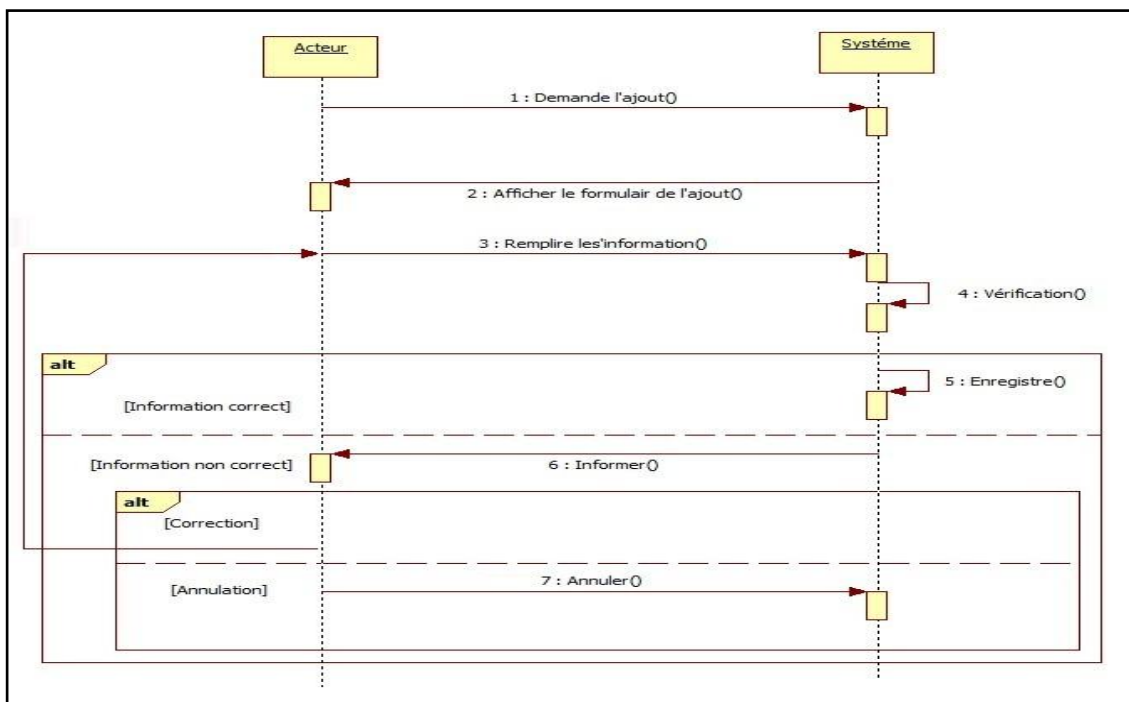 Acteur
Systéme
1 : Demande l'ajout()
2 : Afficher le formulair de l'ajout()
3 : Remplire les'information()
4 : Vérification()
alt
5 : Enregistre()
[Information correct]
[Information non correct]
6 : Informer()
alt
[Correction]
[Annulation]
7 : Annuler()